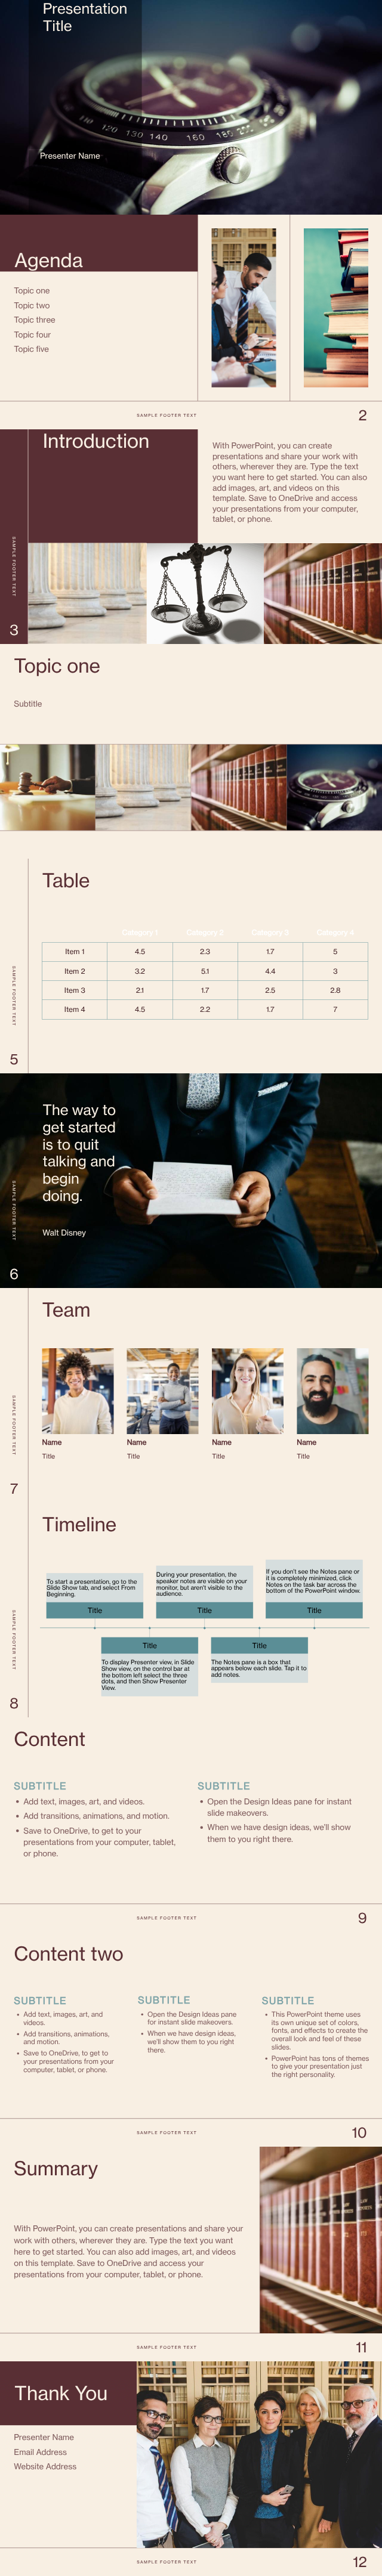 Presentation
Title
110 120 130 140 160 180
Presenter Name
Agenda
Topic one
Topic two
Topic three
Topic four
Topic five
SAMPLE FOOTER TEXT
2
Introduction
With PowerPoint, you can create
presentations and share your work with
others, wherever they are. Type the text
you want here to get started. You can also
add images, art, and videos on this
template. Save to OneDrive and access
your presentations from your computer,
tablet, or phone.
SAMPLE FOOTER TEXT
3
Topic one
Subtitle
Table
Category 1 Category 2 Category 3 Category 4
Item 1 4.5 2.3 1.7 5
Item 2 3.2 5.1 4.4 3
Item 3 2.1 1.7 2.5 2.8
Item 4 4.5 2.2 1.7 7
SAMPLE FOOTER TEXT
5
The way to
get started
is to quit
talking and
begin
doing.
Walt Disney
SAMPLE FOOTER TEXT
6
Team
Name
Title
Name
Title
Name
Title
Name
Title
SAMPLE FOOTER TEXT
7
Timeline
To start a presentation, go to the
Slide Show tab, and select From
Beginning.
Title
During your presentation, the
speaker notes are visible on your
monitor, but aren't visible to the
audience.
Title
If you don't see the Notes pane or
it is completely minimized, click
Notes on the task bar across the
bottom of the PowerPoint window.
Title
Title
To display Presenter view, in Slide
Show view, on the control bar at
the bottom left select the three
dots, and then Show Presenter
View.
Title
The Notes pane is a box that
appears below each slide. Tap it to
add notes.
SAMPLE FOOTER TEXT
8
Content
SUBTITLE
• Add text, images, art, and videos.
• Add transitions, animations, and motion.
• Save to OneDrive, to get to your
presentations from your computer, tablet,
or phone.
SUBTITLE
• Open the Design Ideas pane for instant
slide makeovers.
• When we have design ideas, we'll show
them to you right there.
SAMPLE FOOTER TEXT
9
Content two
SUBTITLE
• Add text, images, art, and
videos.
• Add transitions, animations,
and motion.
• Save to OneDrive, to get to
your presentations from your
computer, tablet, or phone.
SUBTITLE
• Open the Design Ideas pane
for instant slide makeovers.
• When we have design ideas,
we'll show them to you right
there.
SUBTITLE
• This PowerPoint theme uses
its own unique set of colors,
fonts, and effects to create the
overall look and feel of these
slides.
• PowerPoint has tons of themes
to give your presentation just
the right personality.
SAMPLE FOOTER TEXT
10
Summary
With PowerPoint, you can create presentations and share your
work with others, wherever they are. Type the text you want
here to get started. You can also add images, art, and videos
on this template. Save to OneDrive and access your
presentations from your computer, tablet, or phone.
SAMPLE FOOTER TEXT
11
Thank You
Presenter Name
Email Address
Website Address
SAMPLE FOOTER TEXT
12